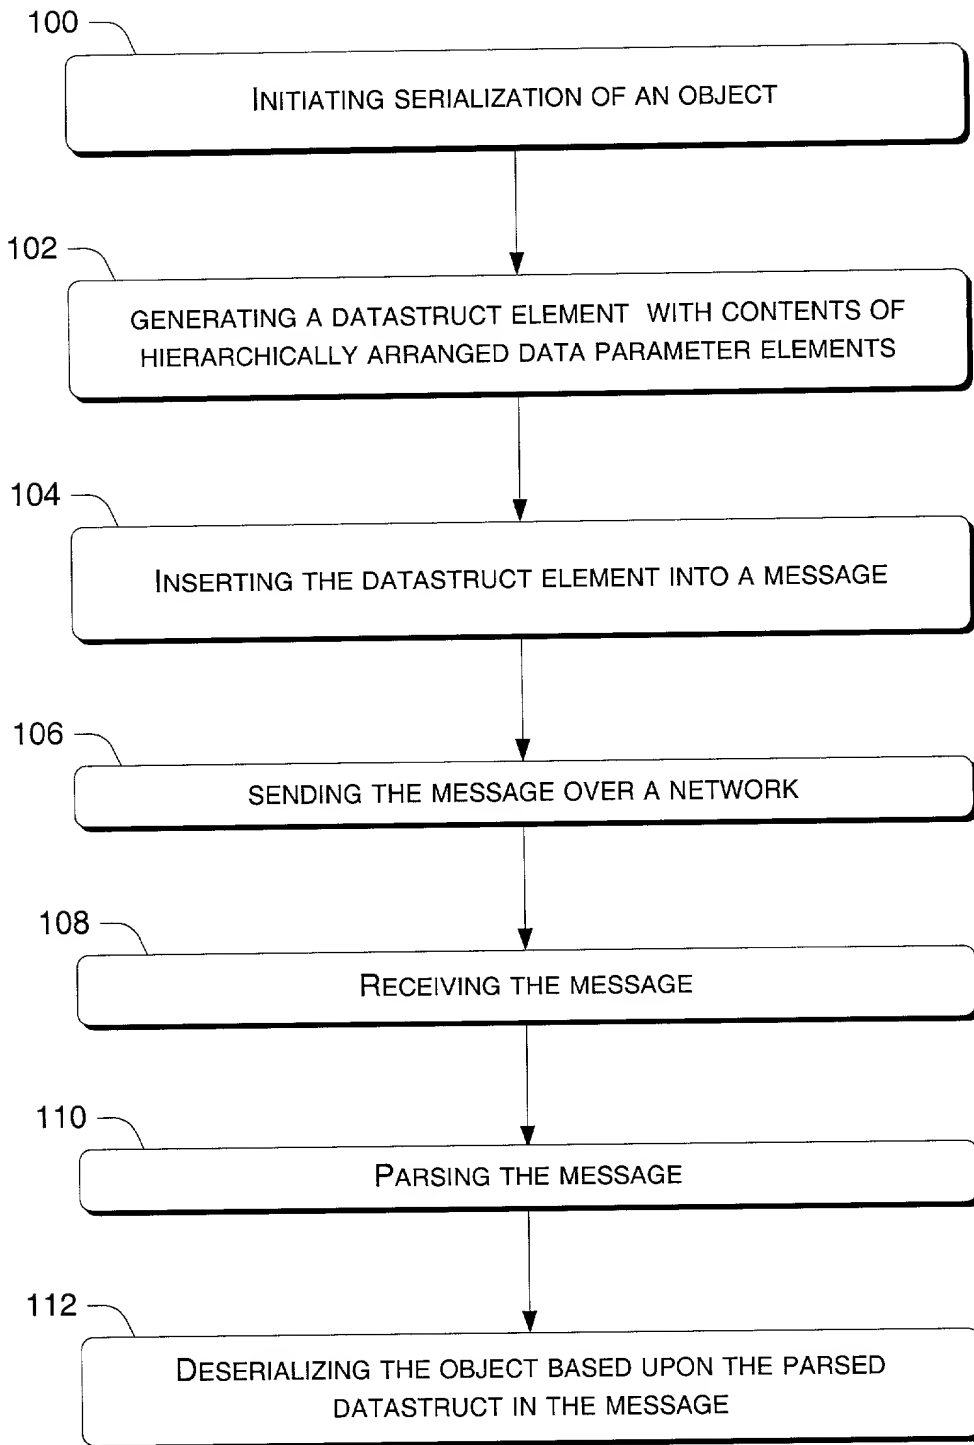 100
INITIATING SERIALIZATION OF AN OBJECT
102
GENERATING A DATASTRUCT ELEMENT WITH CONTENTS OF
HIERARCHICALLY ARRANGED DATA PARAMETER ELEMENTS
104
INSERTING THE DATASTRUCT ELEMENT INTO A MESSAGE
106
SENDING THE MESSAGE OVER A NETWORK
108
RECEIVING THE MESSAGE
110
PARSING THE MESSAGE
112
DESERIALIZING THE OBJECT BASED UPON THE PARSED
DATASTRUCT IN THE MESSAGE